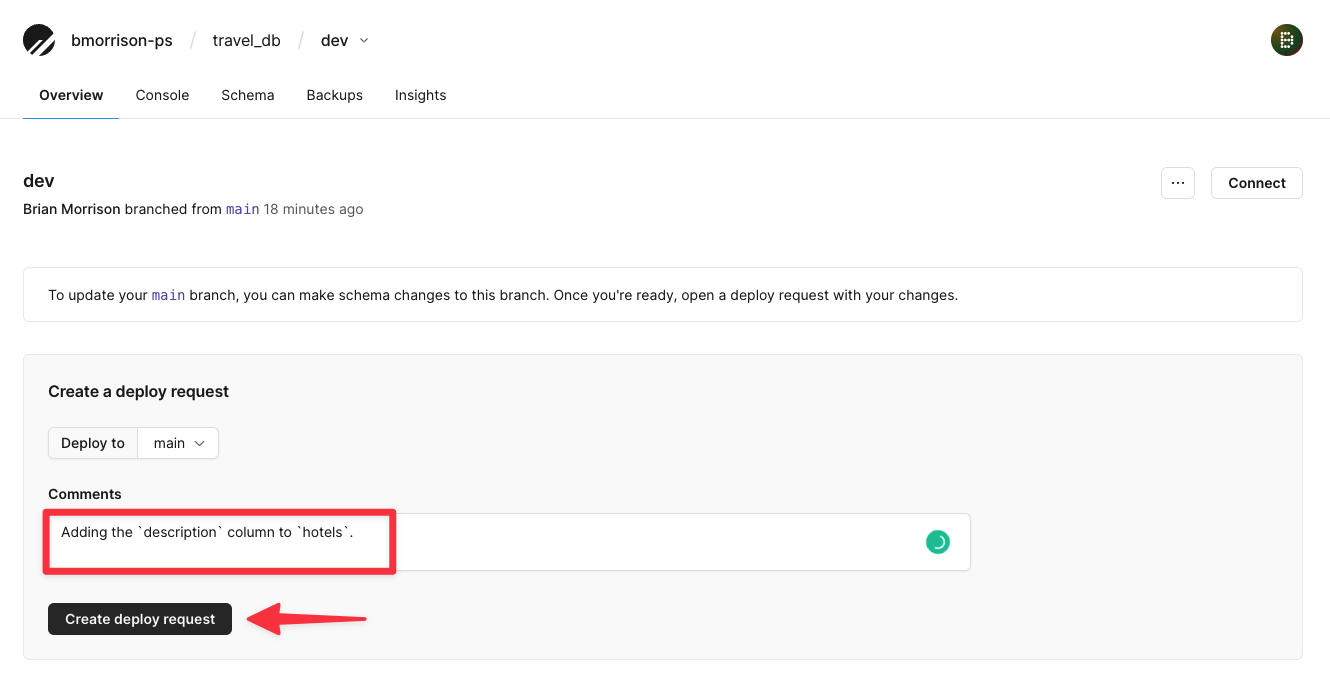 bmorrison-ps / travel_db / dev
Overview Console Schema Backups Insights
dev
... Connect
Brian Morrison branched from main 18 minutes ago
To update your main branch, you can make schema changes to this branch. Once you're ready, open a deploy request with your changes.
Create a deploy request
Deploy to main
Comments
Adding the `description` column to `hotels`.
Create deploy request